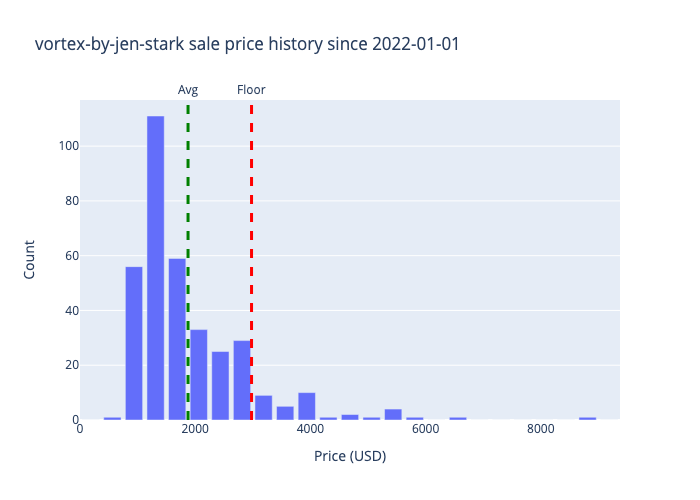 vortex-by-jen-stark sale price history since 2022-01-01
Avg
Floor
100
80
60
40
20
0
Count
0
2000
4000
6000
8000
Price (USD)